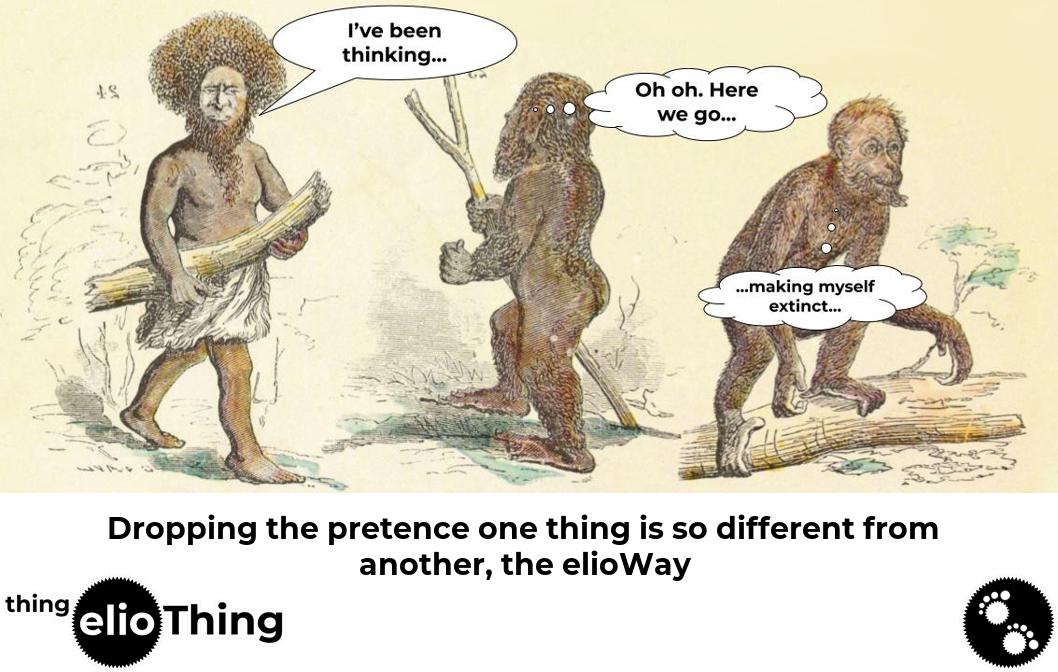 I've been
thinking...
Oh oh. Here
we go...
...making myself
extinct...
Dropping the pretence one thing is so different from
another, the elioWay
thing
elioThing